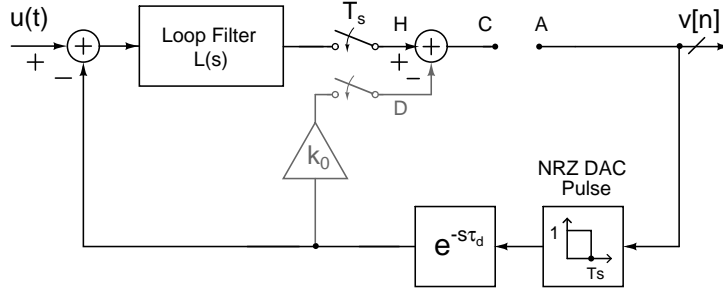 u(t)
+
+
−
Loop Filter
L(s)
T_s
H
+
+
−
C
A
v[n]
D
k_0
NRZ DAC
Pulse
1
Ts
e^{-sτ_d}